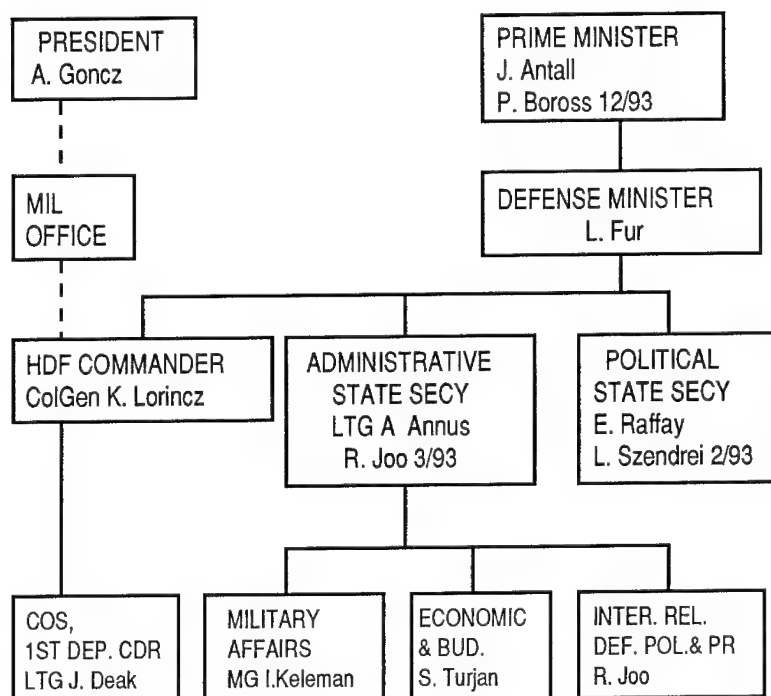 PRESIDENT
A. Goncz
PRIME MINISTER
J. Antall
P. Boross 12/93
MIL
OFFICE
DEFENSE MINISTER
L. Fur
HDF COMMANDER
ColGen K. Lorincz
ADMINISTRATIVE
STATE SECY
LTG A Annus
R. Joo 3/93
POLITICAL
STATE SECY
E. Raffay
L. Szendrei 2/93
COS,
1ST DEP. CDR
LTG J. Deak
MILITARY
AFFAIRS
MG I.Keleman
ECONOMIC
& BUD.
S. Turjan
INTER. REL.
DEF. POL.& PR
R. Joo